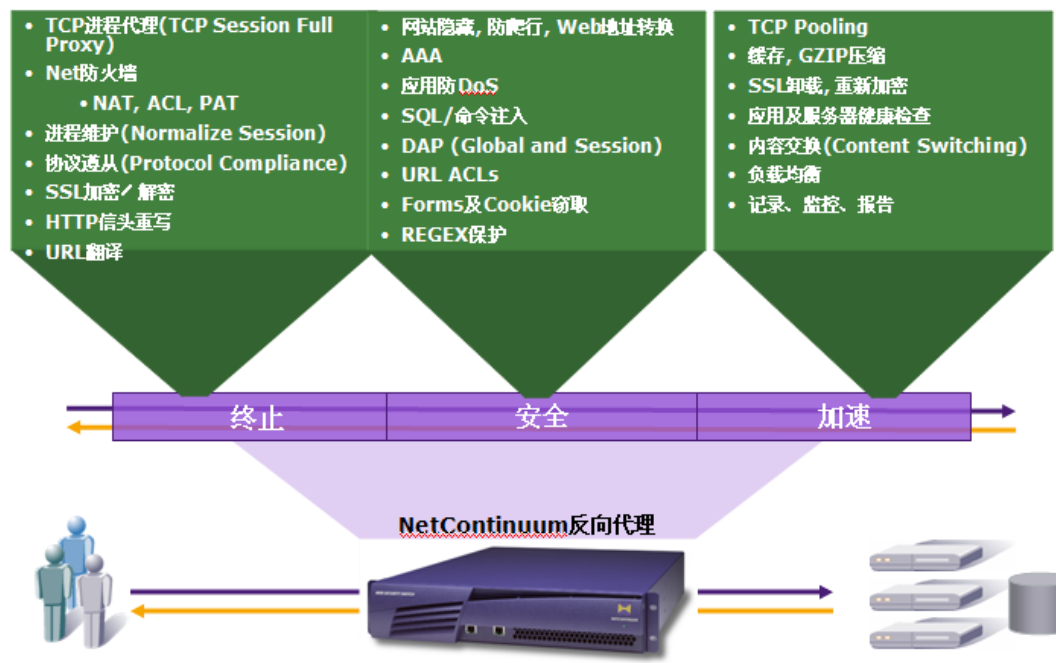 • TCP进程代理(TCP Session Full
Proxy)
• Net防火墙
• NAT, ACL, PAT
• 进程维护(Normalize Session)
• 协议遵从(Protocol Compliance)
• SSL加密／解密
• HTTP信头重写
• URL翻译
• 网站隐藏, 防爬行, Web地址转换
• AAA
• 应用防DoS
• SQL/命令注入
• DAP (Global and Session)
• URL ACLs
• Forms及Cookie窃取
• REGEX保护
• TCP Pooling
• 缓存, GZIP压缩
• SSL卸载, 重新加密
• 应用及服务器健康检查
• 内容交换(Content Switching)
• 负载均衡
• 记录、监控、报告
终止
安全
加速
NetContinuum反向代理
NETCONTINUUM